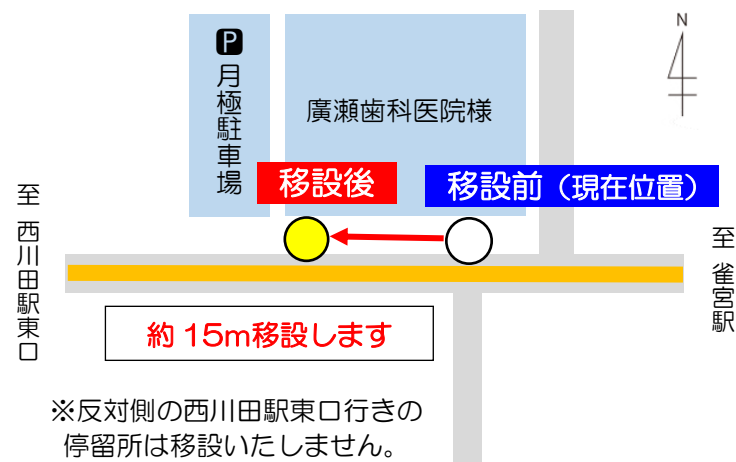 N
P
月極駐車場
廣瀬歯科医院様
移設後
移設前（現在位置）
至 西川田駅東口
至 雀宮駅
約 15m移設します
※反対側の西川田駅東口行きの
停留所は移設いたしません。